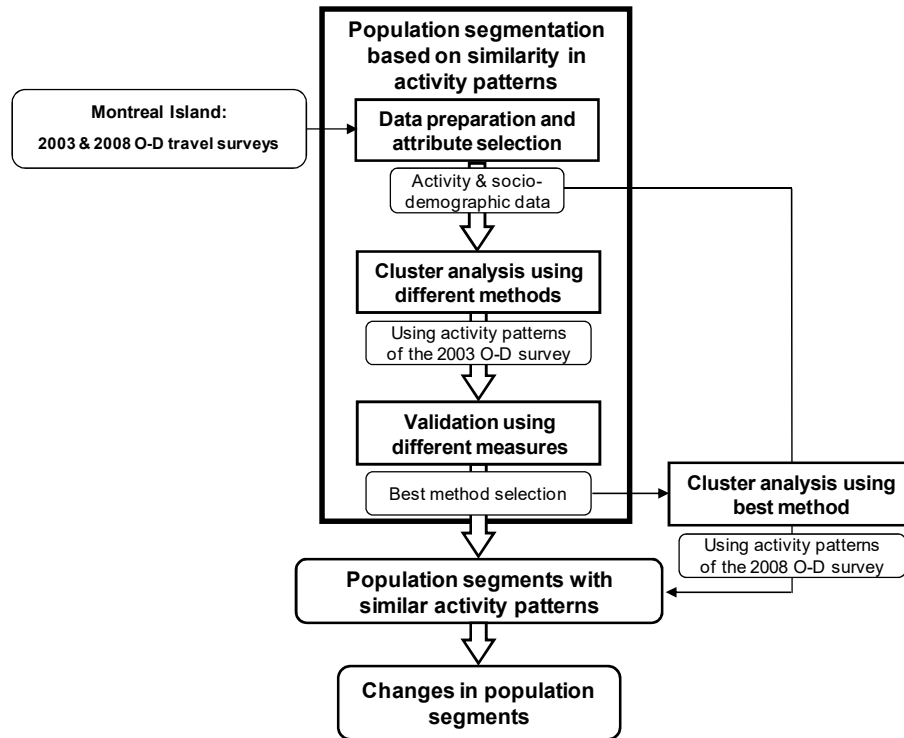 Population segmentation
based on similarity in
activity patterns
Montreal Island:
2003 & 2008 O-D travel surveys
Data preparation and
attribute selection
Activity & socio-
demographic data
Cluster analysis using
different methods
Using activity patterns
of the 2003 O-D survey
Validation using
different measures
Best method selection
Cluster analysis using
best method
Using activity patterns
of the 2008 O-D survey
Population segments with
similar activity patterns
Changes in population
segments